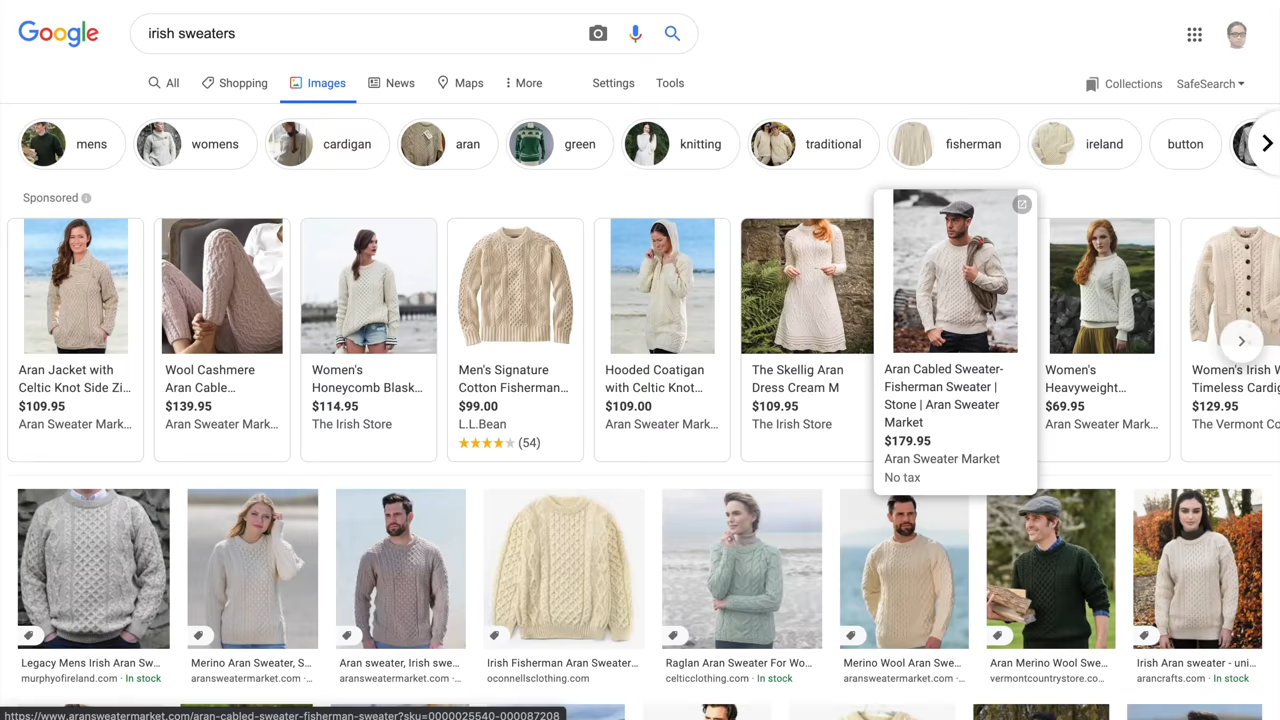 Google
irish sweaters
All
Shopping
Images
News
Maps
More
Settings
Tools
Collections
SafeSearch
mens
womens
cardigan
aran
green
knitting
traditional
fisherman
ireland
button
Sponsored
Aran Jacket with
Celtic Knot Side Zi...
$109.95
Aran Sweater Mark...
Wool Cashmere
Aran Cable...
$139.95
Aran Sweater Mark...
Women's
Honeycomb Blask...
$114.95
The Irish Store
Men's Signature
Cotton Fisherman...
$99.00
L.L.Bean
(54)
Hooded Coatigan
with Celtic Knot...
$109.00
Aran Sweater Mark...
The Skellig Aran
Dress Cream M
$109.95
The Irish Store
Aran Cabled Sweater-
Fisherman Sweater |
Stone | Aran Sweater
Market
$179.95
Aran Sweater Market
No tax
Women's
Heavyweight...
$69.95
Aran Sweater Mark...
Women's Irish W
Timeless Cardig
$129.95
The Vermont Co
Legacy Mens Irish Aran Sw...
murphyofireland.com · In stock
Merino Aran Sweater, S...
aransweatermarket.com · ...
Aran sweater, Irish swe...
aransweatermarket.com · ...
Irish Fisherman Aran Sweater...
oconnellsclothing.com
Raglan Aran Sweater For Wo...
celticclothing.com · In stock
Merino Wool Aran Swe...
aransweatermarket.com · ...
Aran Merino Wool Swe...
vermontcountrystore.co...
Irish Aran sweater - uni...
arancrafts.com · In stock
https://www.aransweatermarket.com/aran-cabled-sweater-fisherman-sweater?sku=0000025540-000087208